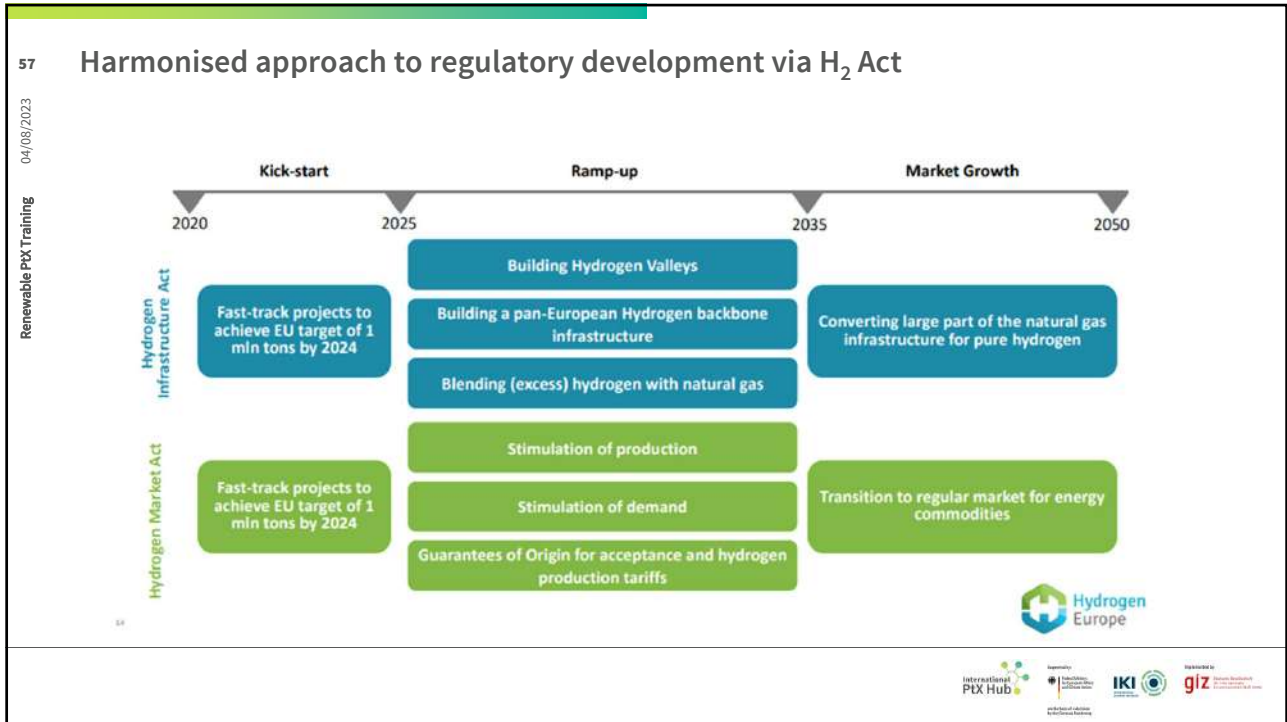 57
Harmonised approach to regulatory development via H₂ Act
04/08/2023
Renewable PtX Training
Kick-start
Ramp-up
Market Growth
2020
2025
2035
2050
Hydrogen
Infrastructure Act
Fast-track projects to
achieve EU target of 1
mln tons by 2024
Building Hydrogen Valleys
Building a pan-European Hydrogen backbone
infrastructure
Blending (excess) hydrogen with natural gas
Converting large part of the natural gas
infrastructure for pure hydrogen
Hydrogen Market Act
Fast-track projects to
achieve EU target of 1
mln tons by 2024
Stimulation of production
Stimulation of demand
Guarantees of Origin for acceptance and hydrogen
production tariffs
Transition to regular market for energy
commodities
Hydrogen
Europe
International
PtX Hub
IKI
giz